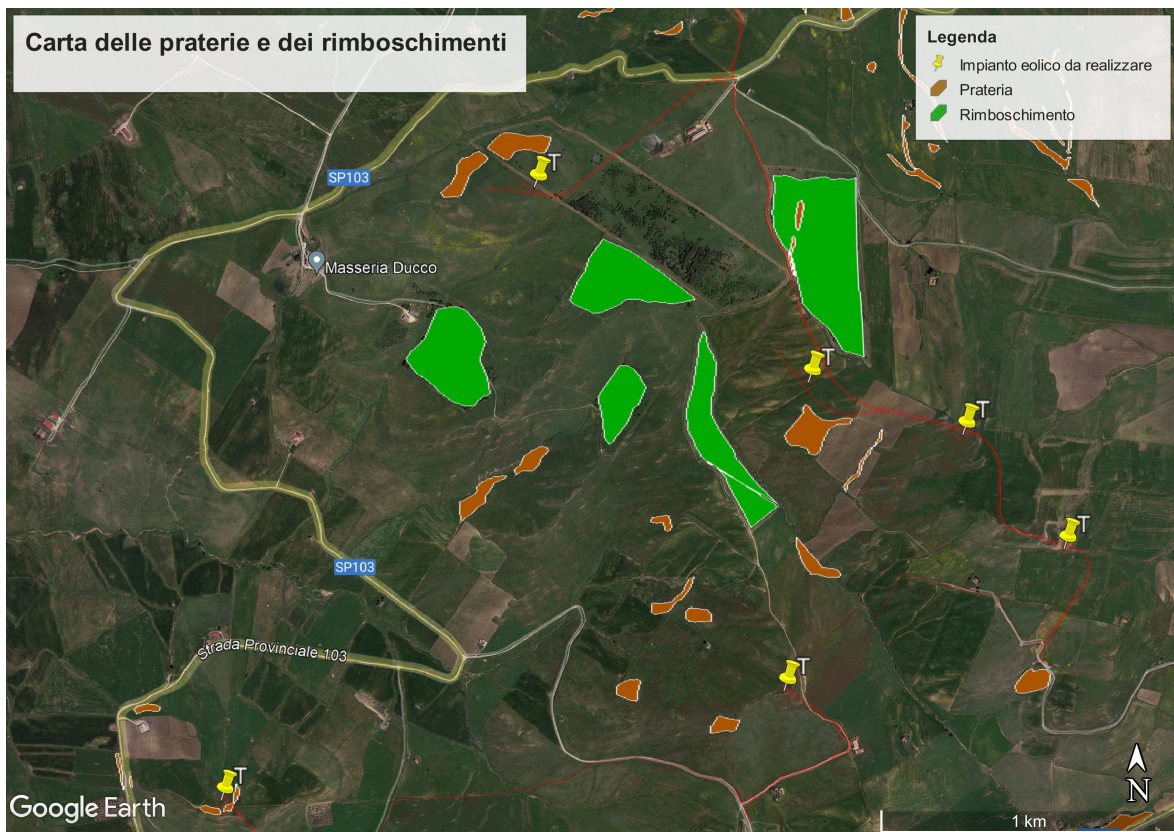 Carta delle praterie e dei rimboschimenti
Legenda
Impianto eolico da realizzare
Prateria
Rimboschimento
T
SP103
Masseria Ducco
T
T
T
SP103
Strada Provinciale 103
T
T
Google Earth
N
1 km